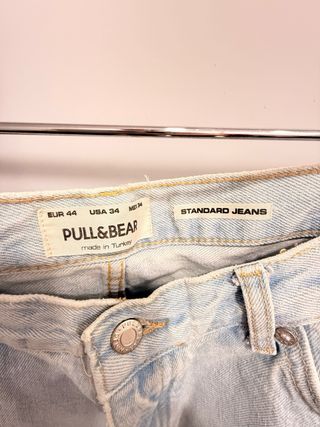 EUR 44 USA 34 MEX 34
PULL&BEAR
made in Turkey
STANDARD JEANS